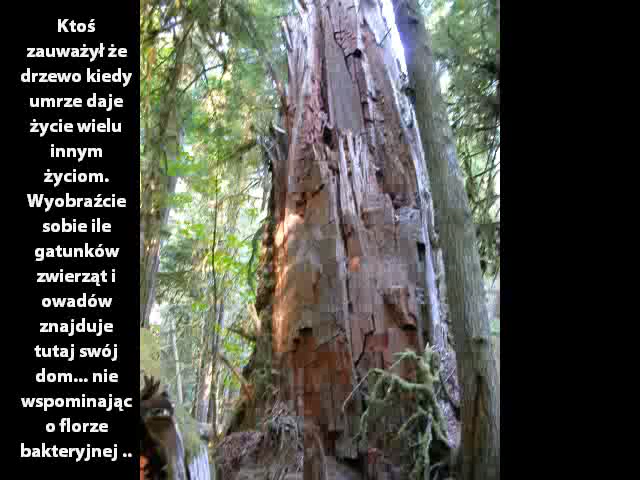 Ktoś
zauważył że
drzewo kiedy
umrze daje
życie wielu
innym
życiom.
Wyobraźcie
sobie ile
gatunków
zwierząt i
owadów
znajduje
tutaj swój
dom... nie
wspominając
o florze
bakteryjnej ..